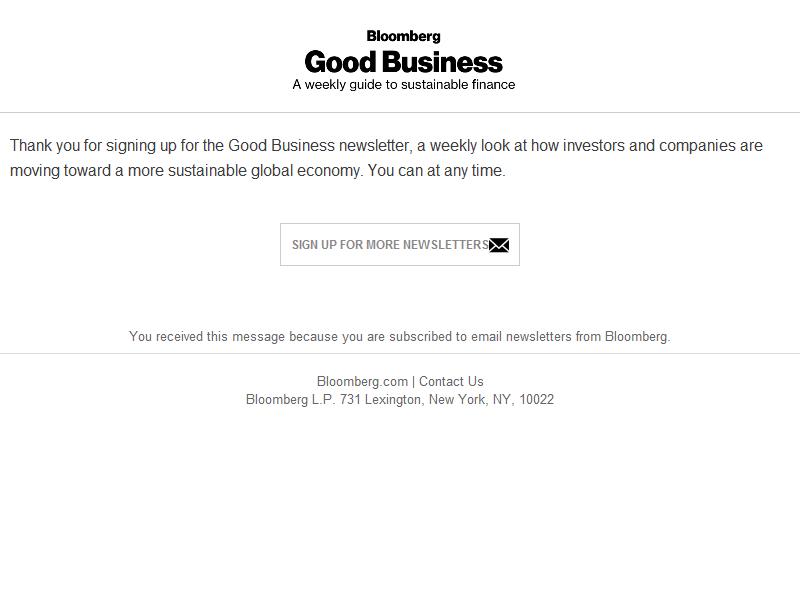 Bloomberg
Good Business
A weekly guide to sustainable finance
Thank you for signing up for the Good Business newsletter, a weekly look at how investors and companies are
moving toward a more sustainable global economy. You can at any time.
SIGN UP FOR MORE NEWSLETTERS
You received this message because you are subscribed to email newsletters from Bloomberg.
Bloomberg.com | Contact Us
Bloomberg L.P. 731 Lexington, New York, NY, 10022